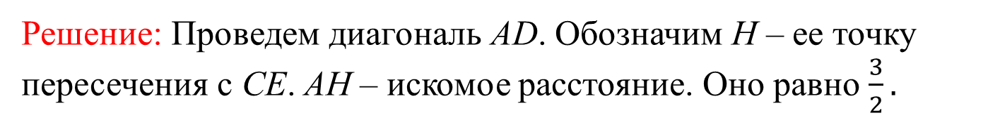 Решение: Проведем диагональ AD. Обозначим H – ее точку
пересечения с CE. AH – искомое расстояние. Оно равно 3/2.